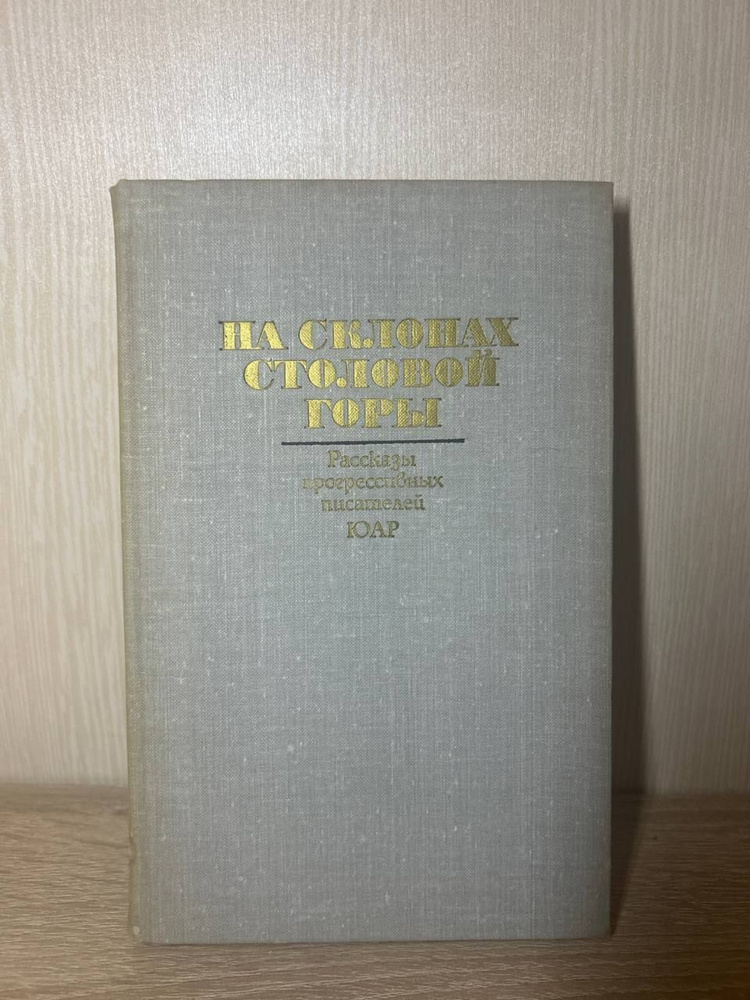 НА СКЛОНАХ
СТОЛОВОЙ
ГОРЫ
Рассказы
прогрессивных
писателей
ЮАР